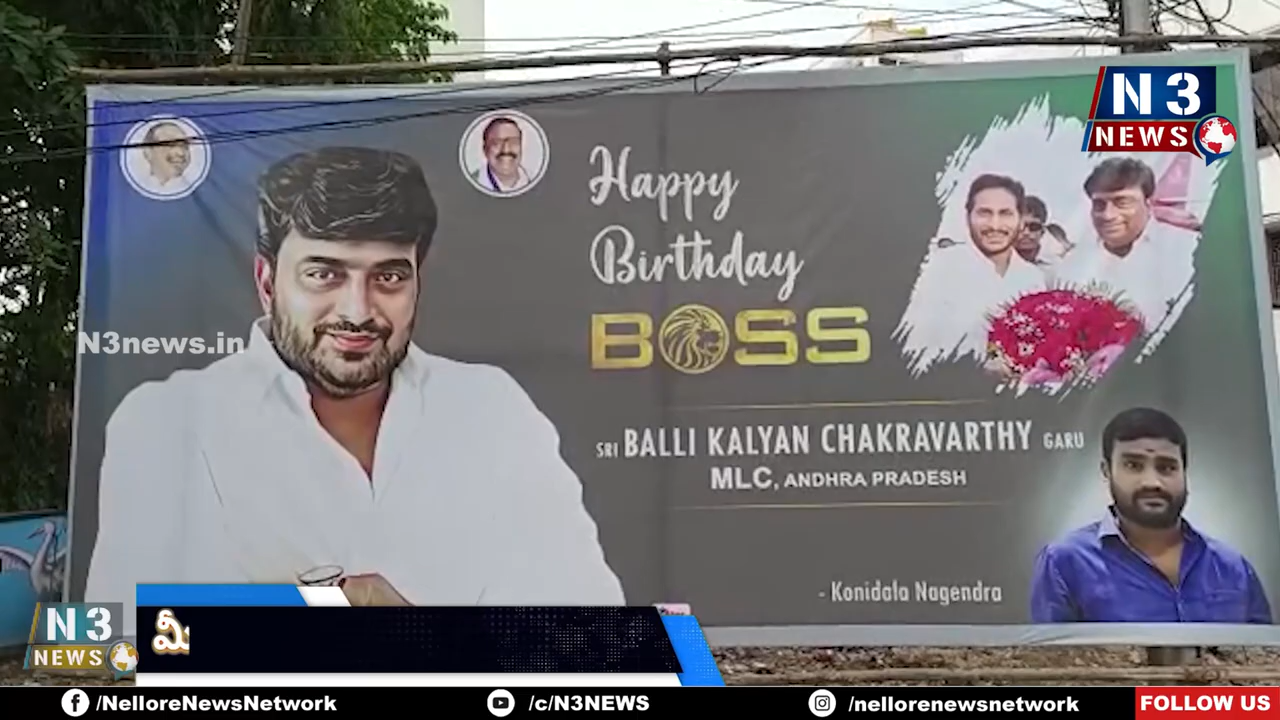 N3
NEWS
Happy
Birthday
BOSS
N3news.in
SRI BALLI KALYAN CHAKRAVARTHY GARU
MLC, ANDHRA PRADESH
- Konidala Nagendra
N3
NEWS
మీ
/NelloreNewsNetwork
/c/N3NEWS
/nellorenewsnetwork
FOLLOW US